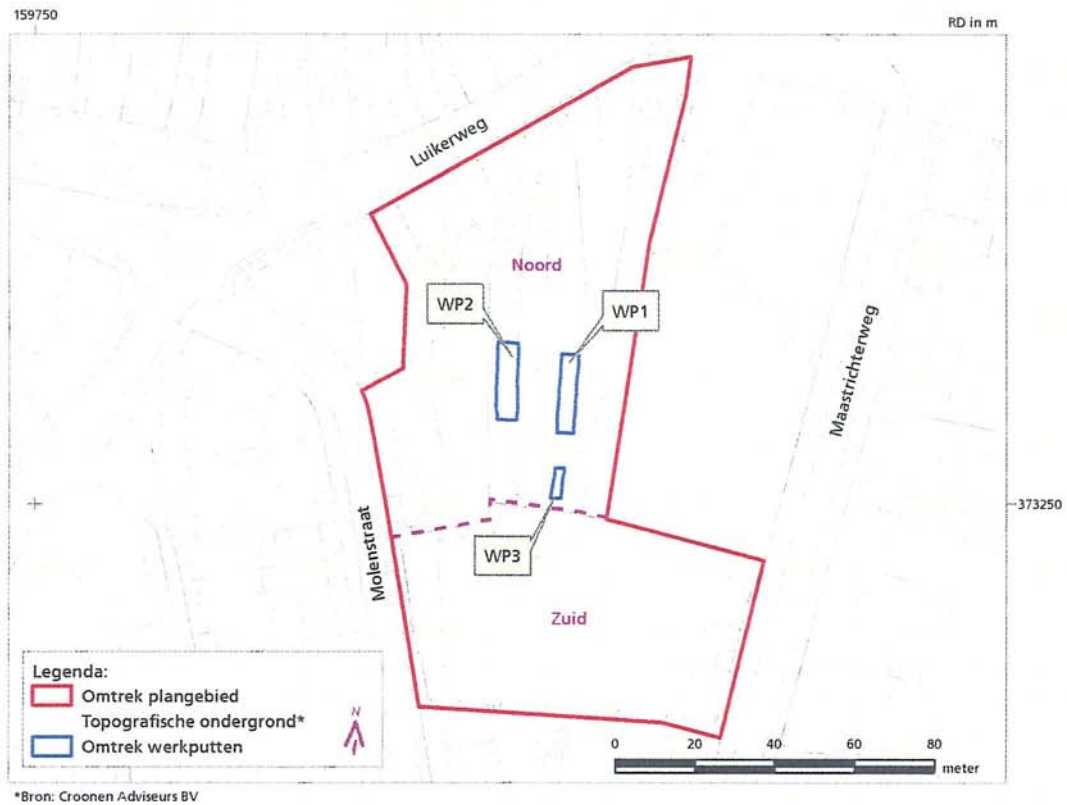 159750
RD in m
Luikerweg
Noord
WP2
WP1
Maastrichterweg
373250
Molenstraat
WP3
Zuid
Legenda:
Omtrek plangebied
Topografische ondergrond*
Omtrek werkputten
N
0 20 40 60 80
meter
*Bron: Croonen Adviseurs BV